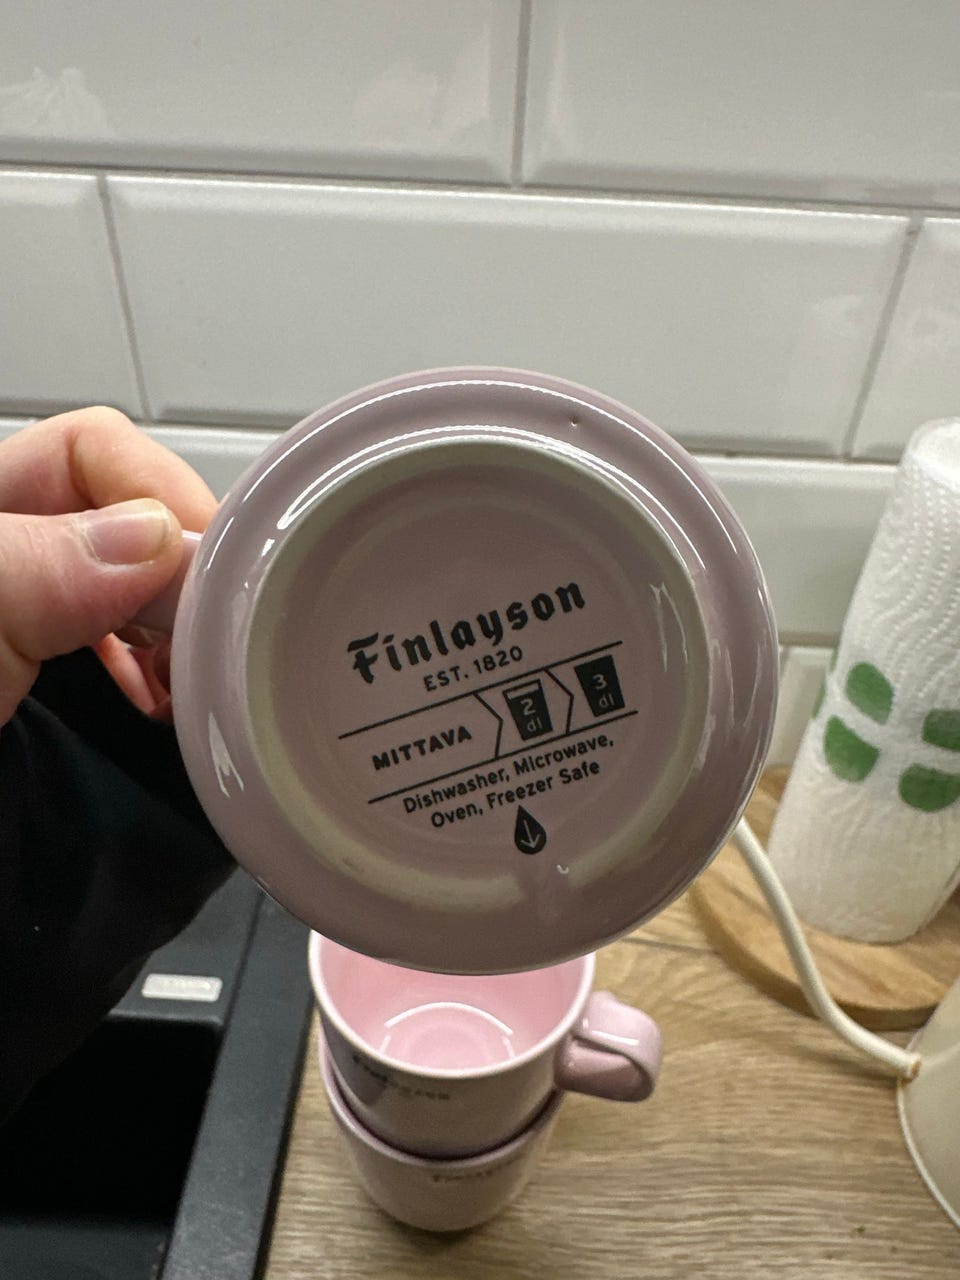 Finlayson
EST. 1820
MITTAVA 2 dl 3 dl
Dishwasher, Microwave,
Oven, Freezer Safe